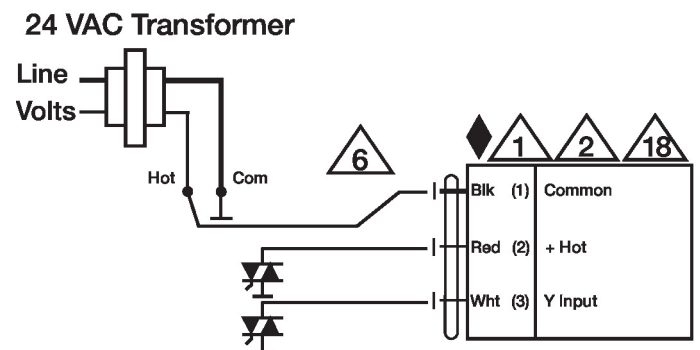 24 VAC Transformer
Line
Volts
Hot
Com
6
1
2
18
Blk (1) Common
Red (2) + Hot
Wht (3) Y Input